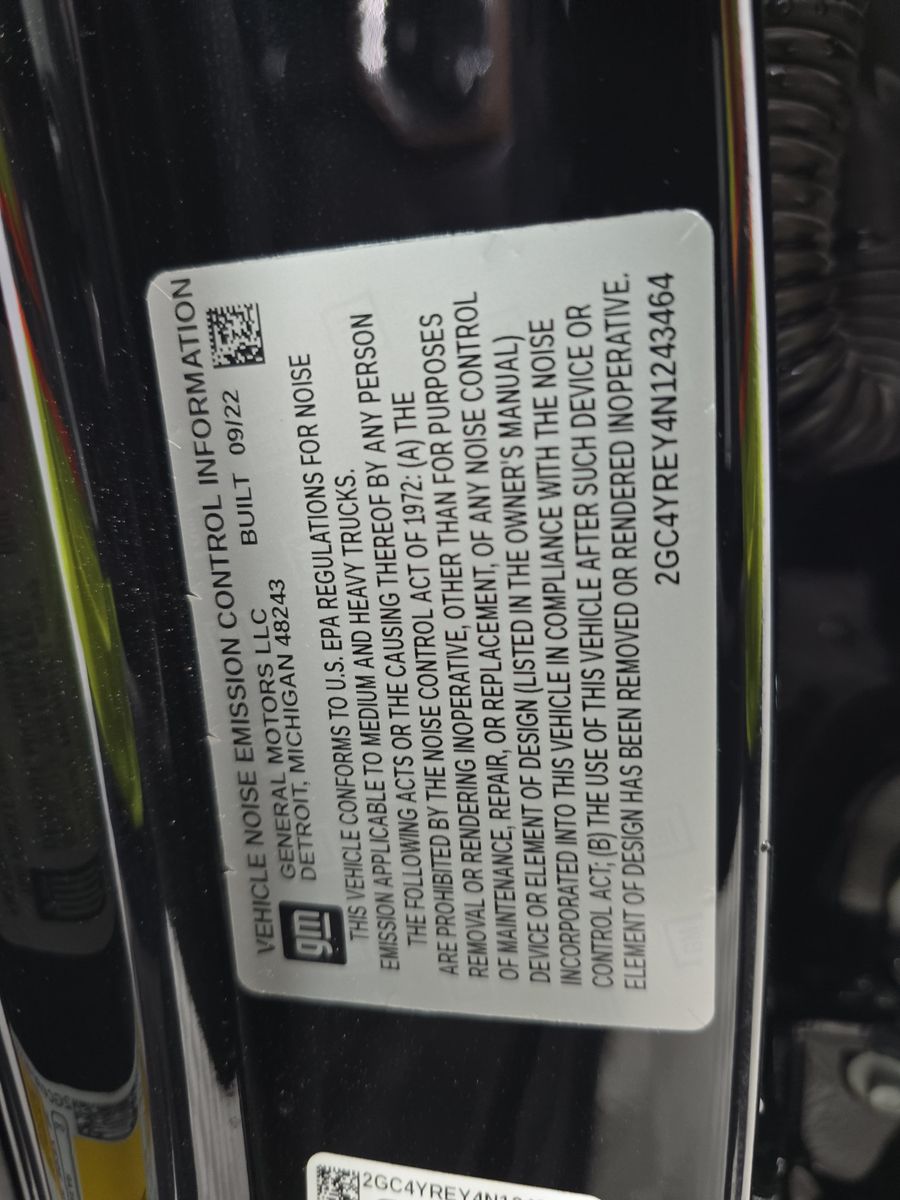 VEHICLE NOISE EMISSION CONTROL INFORMATION
gm
GENERAL MOTORS LLC BUILT 09/22
DETROIT, MICHIGAN 48243
THIS VEHICLE CONFORMS TO U.S. EPA REGULATIONS FOR NOISE
EMISSION APPLICABLE TO MEDIUM AND HEAVY TRUCKS.
THE FOLLOWING ACTS OR THE CAUSING THEREOF BY ANY PERSON
ARE PROHIBITED BY THE NOISE CONTROL ACT OF 1972: (A) THE
REMOVAL OR RENDERING INOPERATIVE, OTHER THAN FOR PURPOSES
OF MAINTENANCE, REPAIR, OR REPLACEMENT, OF ANY NOISE CONTROL
DEVICE OR ELEMENT OF DESIGN (LISTED IN THE OWNER'S MANUAL)
INCORPORATED INTO THIS VEHICLE IN COMPLIANCE WITH THE NOISE
CONTROL ACT; (B) THE USE OF THIS VEHICLE AFTER SUCH DEVICE OR
ELEMENT OF DESIGN HAS BEEN REMOVED OR RENDERED INOPERATIVE.
2GC4YREY4N1243464
2GC4YREY4N124